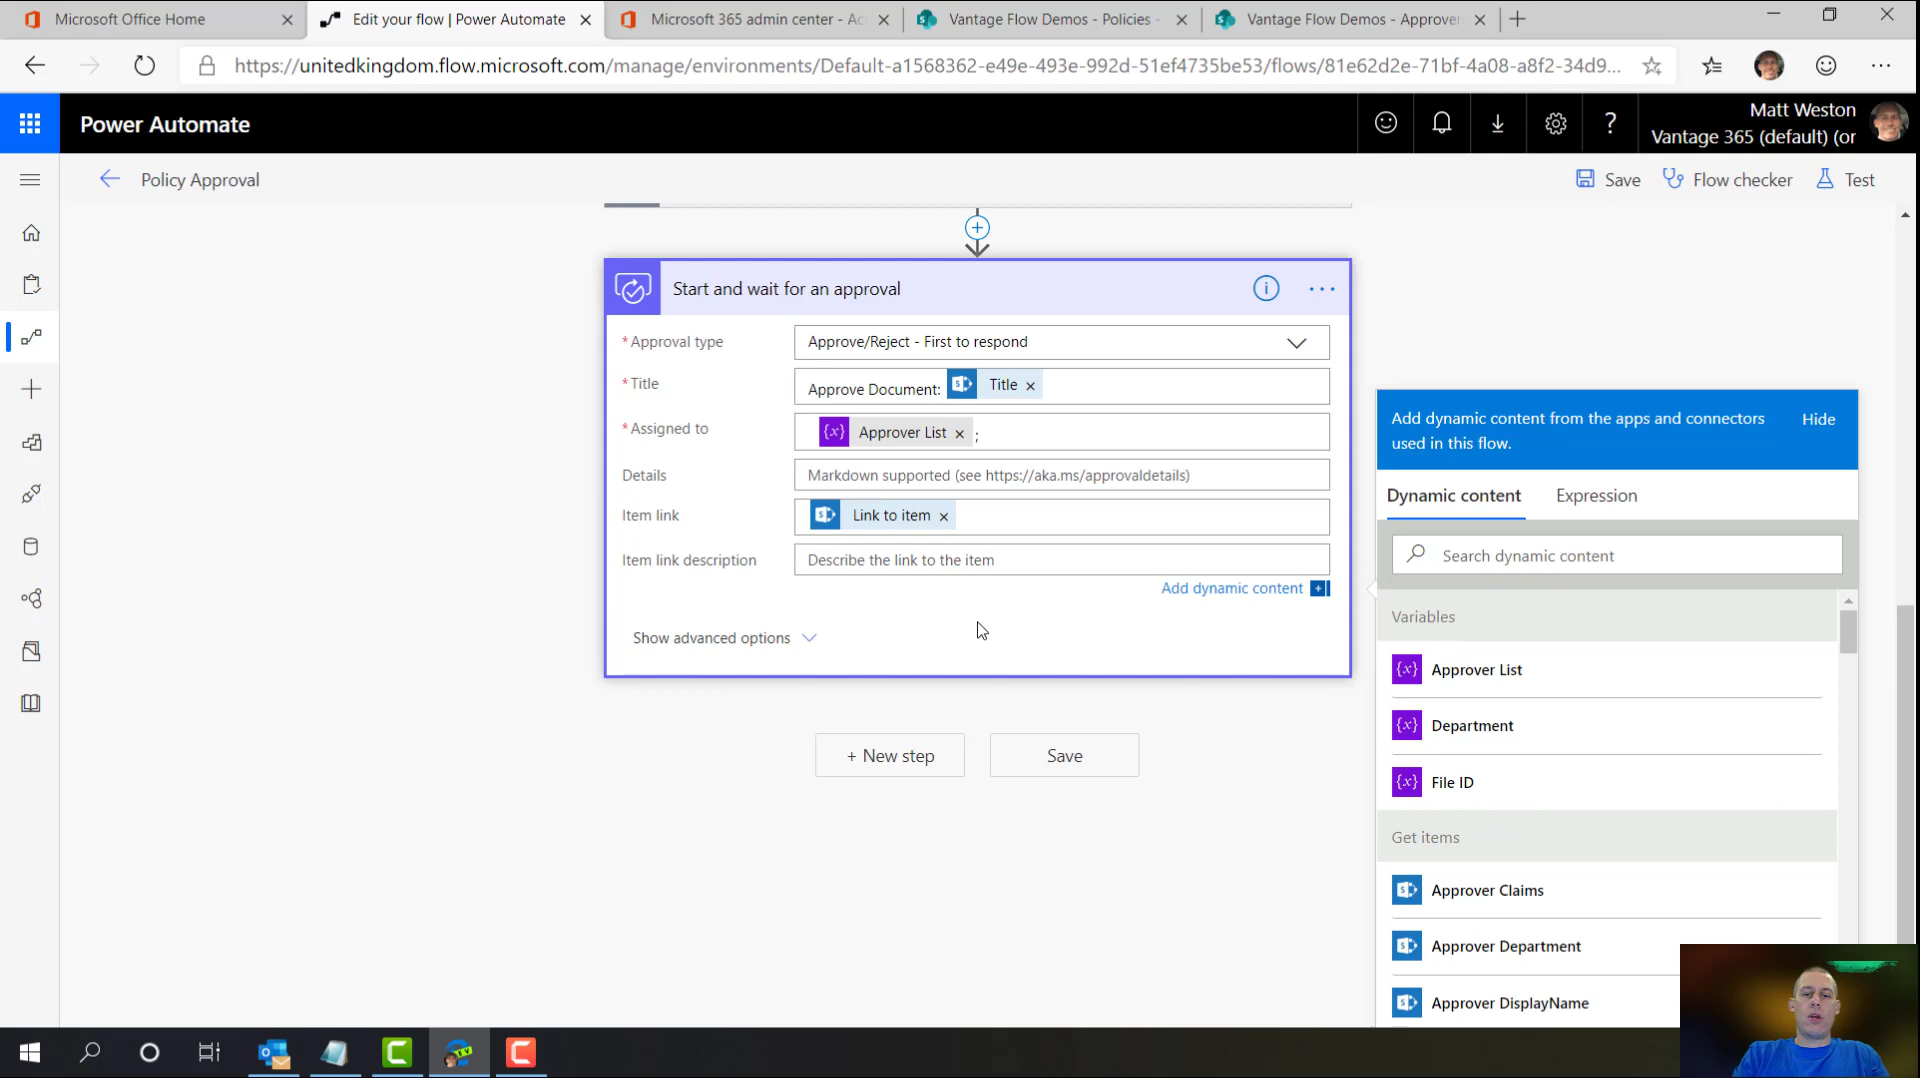 Microsoft Office Home
Edit your flow | Power Automate
Microsoft 365 admin center - Ac
Vantage Flow Demos - Policies -
Vantage Flow Demos - Approver
https://unitedkingdom.flow.microsoft.com/manage/environments/Default-a1568362-e49e-493e-992d-51ef4735be53/flows/81e62d2e-71bf-4a08-a8f2-34d9...
Power Automate
?
Matt Weston
Vantage 365 (default) (or
Policy Approval
Save
Flow checker
Test
Start and wait for an approval
* Approval type
Approve/Reject - First to respond
* Title
Approve Document: Title ×
* Assigned to
{x} Approver List × ;
Details
Markdown supported (see https://aka.ms/approvaldetails)
Item link
Link to item ×
Item link description
Describe the link to the item
Add dynamic content +
Show advanced options
+ New step
Save
Add dynamic content from the apps and connectors
used in this flow.
Hide
Dynamic content
Expression
Search dynamic content
Variables
{x} Approver List
{x} Department
{x} File ID
Get items
Approver Claims
Approver Department
Approver DisplayName